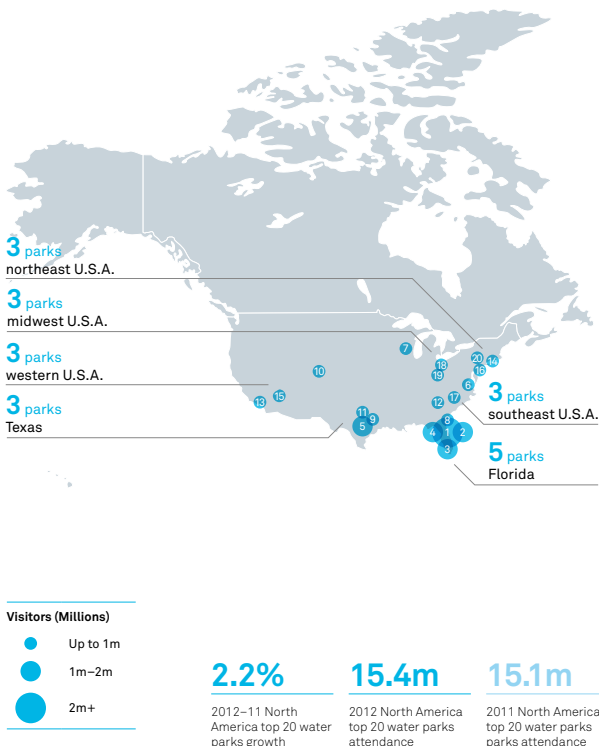 3 parks
northeast U.S.A.
3 parks
midwest U.S.A.
3 parks
western U.S.A.
3 parks
Texas
3 parks
southeast U.S.A.
5 parks
Florida
7
10
18
19
20
14
16
6
13
15
12
17
11
9
5
8
4
1
2
3
Visitors (Millions)
Up to 1m
1m–2m
2m+
2.2%
2012–11 North
America top 20 water
parks growth
15.4m
2012 North America
top 20 water parks
attendance
15.1m
2011 North America
top 20 water parks
parks attendance